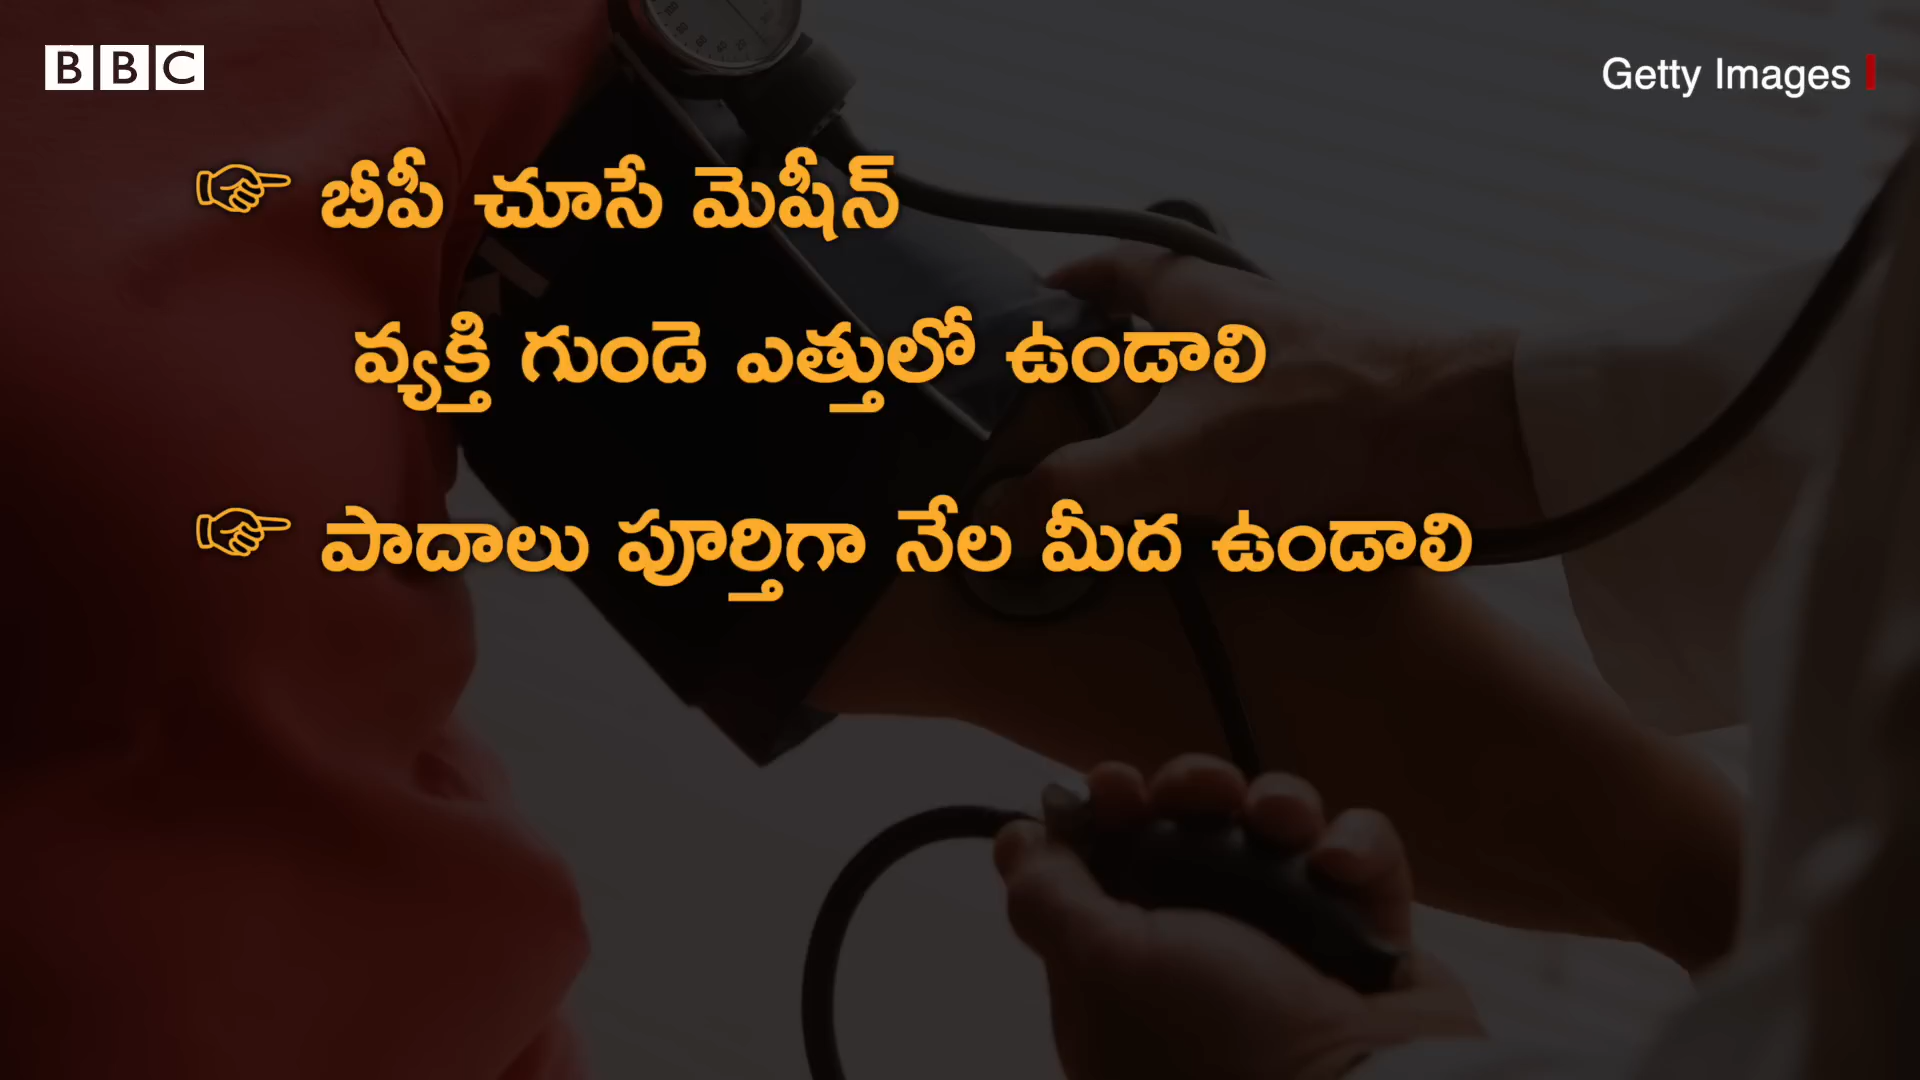 BBC
Getty Images
☞ బీపీ చూసే మెషీన్
వ్యక్తి గుండె ఎత్తులో ఉండాలి
☞ పాదాలు పూర్తిగా నేల మీద ఉండాలి